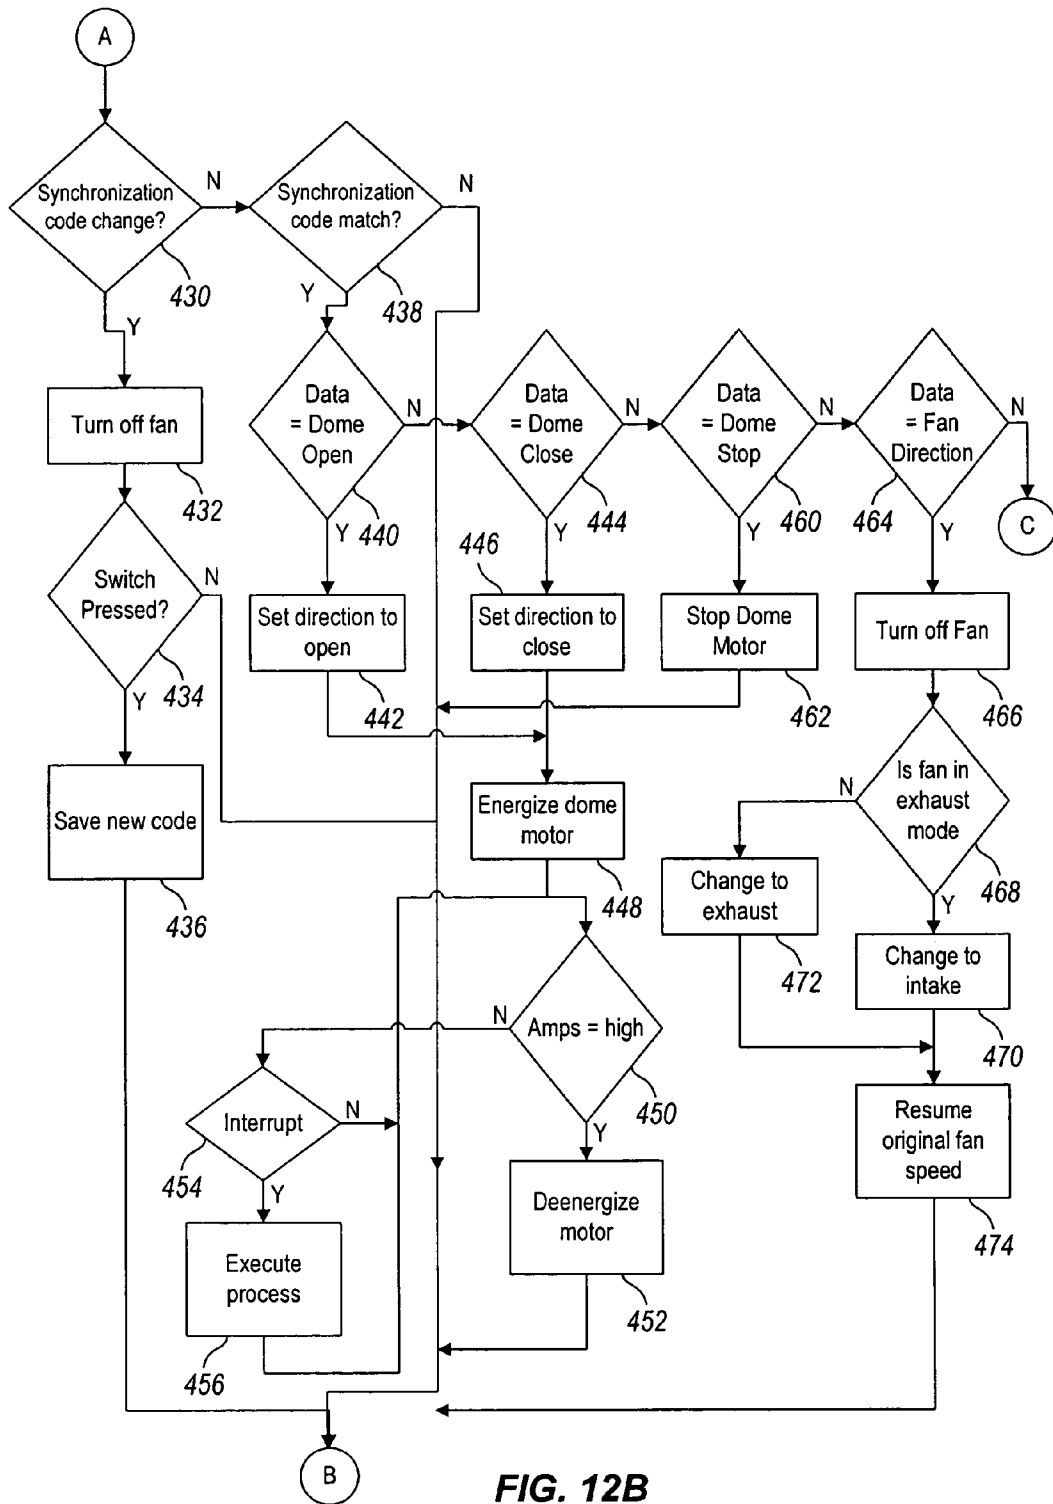 A
Synchronization
code change?
N
430
Y
Synchronization
code match?
N
438
Y
Turn off fan
432
Data
= Dome
Open
N
440
Y
Data
= Dome
Close
N
444
Y
Data
= Dome
Stop
N
460
Y
Data
= Fan
Direction
N
464
Y
C
Switch
Pressed?
N
434
Y
Set direction to
open
442
446
Set direction to
close
Stop Dome
Motor
462
Turn off Fan
466
Save new code
436
Energize dome
motor
448
Is fan in
exhaust
mode
N
468
Y
Change to
exhaust
472
Change to
intake
470
Amps = high
N
450
Y
Interrupt
N
454
Y
Resume
original fan
speed
474
Execute
process
456
Deenergize
motor
452
B
FIG. 12B